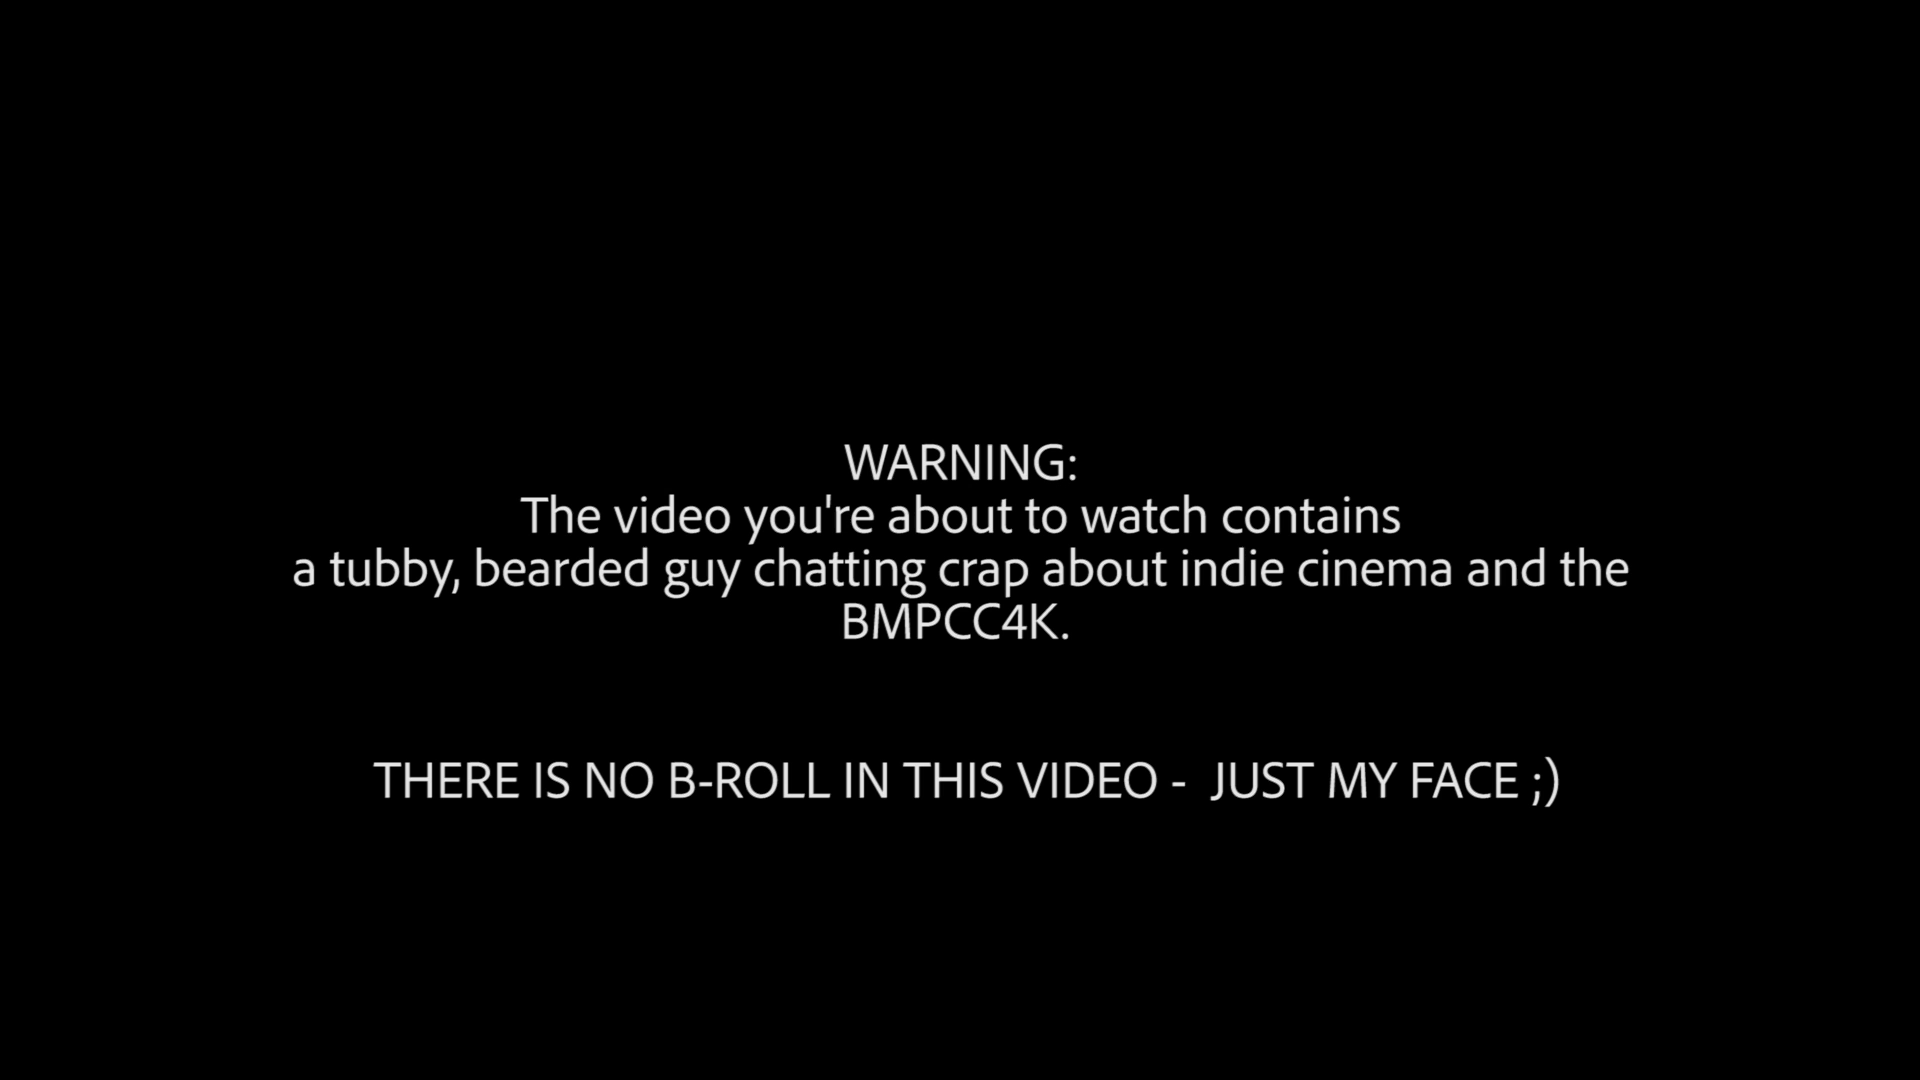 WARNING:
The video you're about to watch contains
a tubby, bearded guy chatting crap about indie cinema and the
BMPCC4K.
THERE IS NO B-ROLL IN THIS VIDEO -  JUST MY FACE ;)